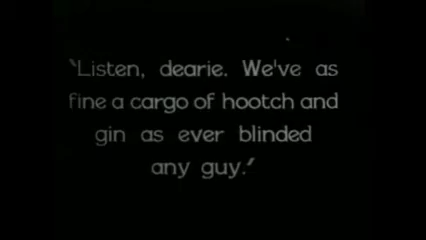 “Listen, dearie. We've as
fine a cargo of hootch and
gin as ever blinded
any guy.”